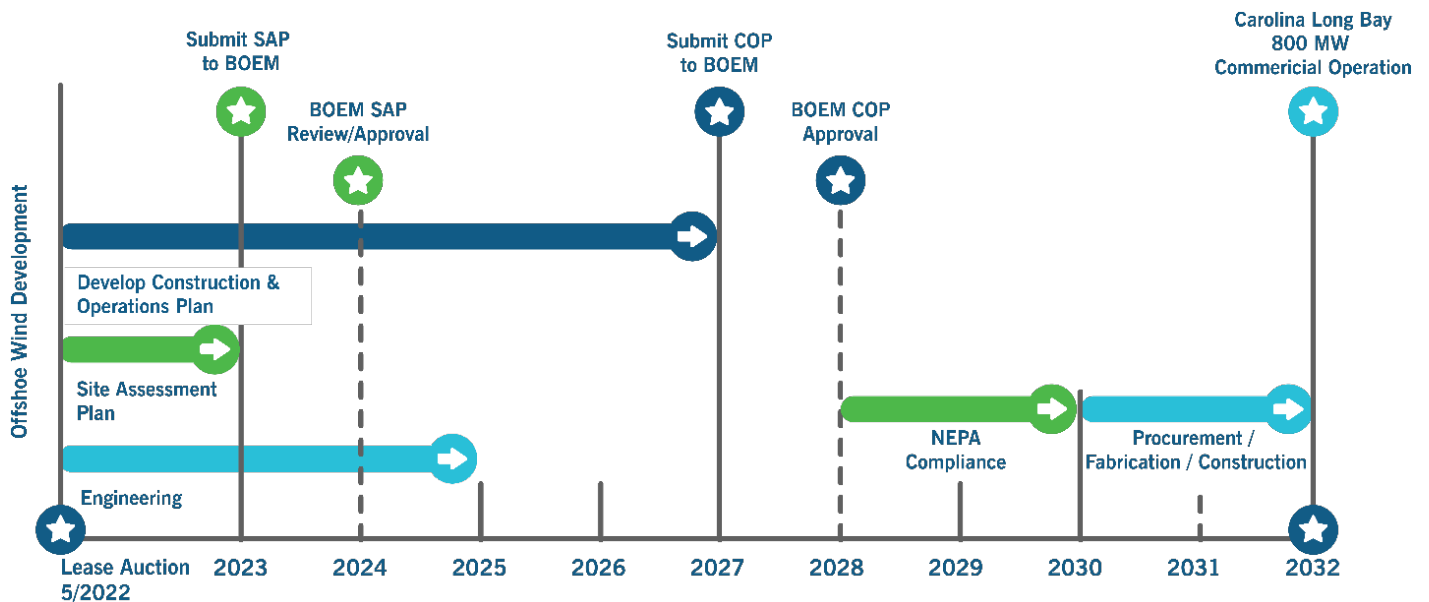 Submit SAP
to BOEM
BOEM SAP
Review/Approval
Submit COP
to BOEM
BOEM COP
Approval
Carolina Long Bay
800 MW
Commericial Operation
Offshoe Wind Development
Develop Construction &
Operations Plan
Site Assessment
Plan
Engineering
NEPA
Compliance
Procurement /
Fabrication / Construction
Lease Auction
5/2022
2023
2024
2025
2026
2027
2028
2029
2030
2031
2032